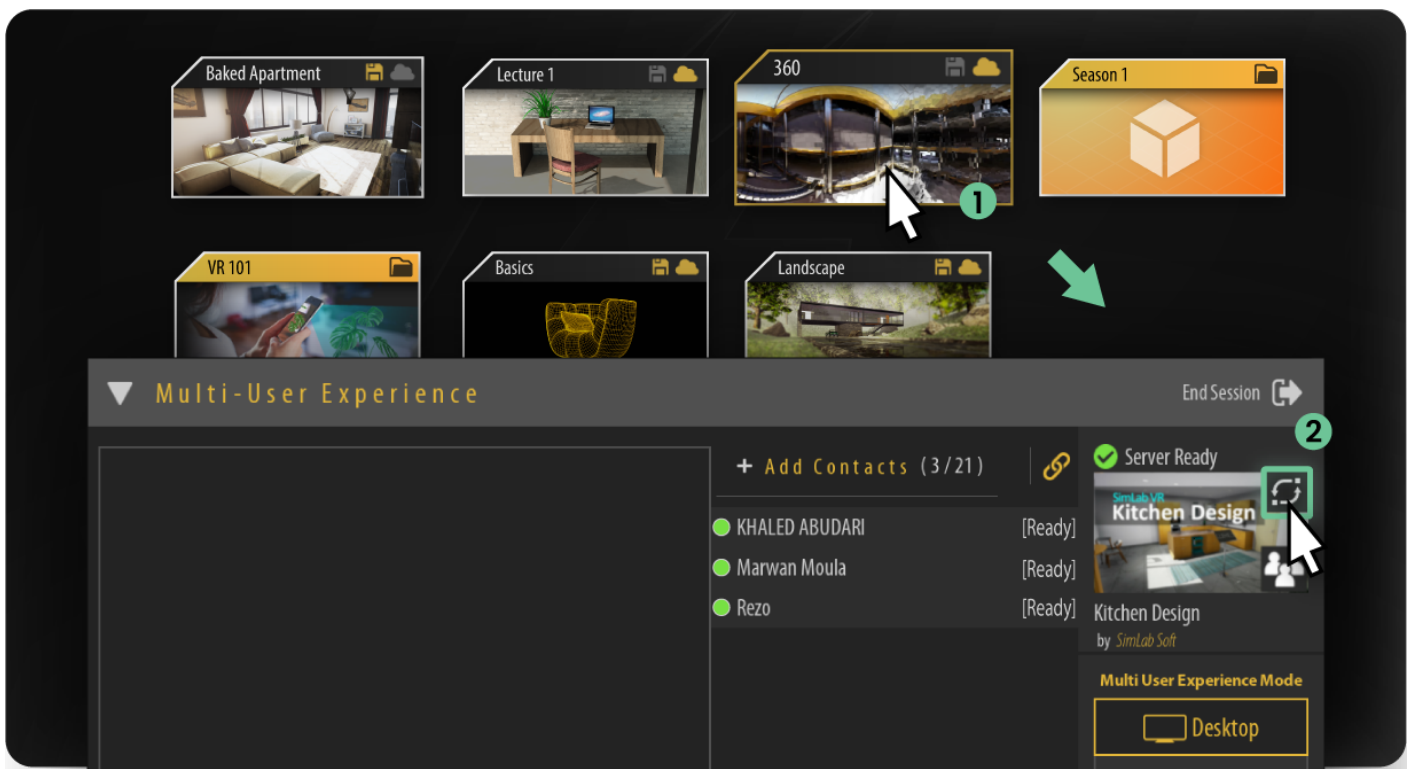 Baked Apartment
Lecture 1
360
Season 1
1
VR 101
Basics
Landscape
Multi-User Experience
End Session
2
+ Add Contacts (3/21)
Server Ready
SimLab VR
Kitchen Design
KHALED ABUDARI [Ready]
Marwan Moula [Ready]
Rezo [Ready]
Kitchen Design
by SimLab Soft
Multi User Experience Mode
Desktop